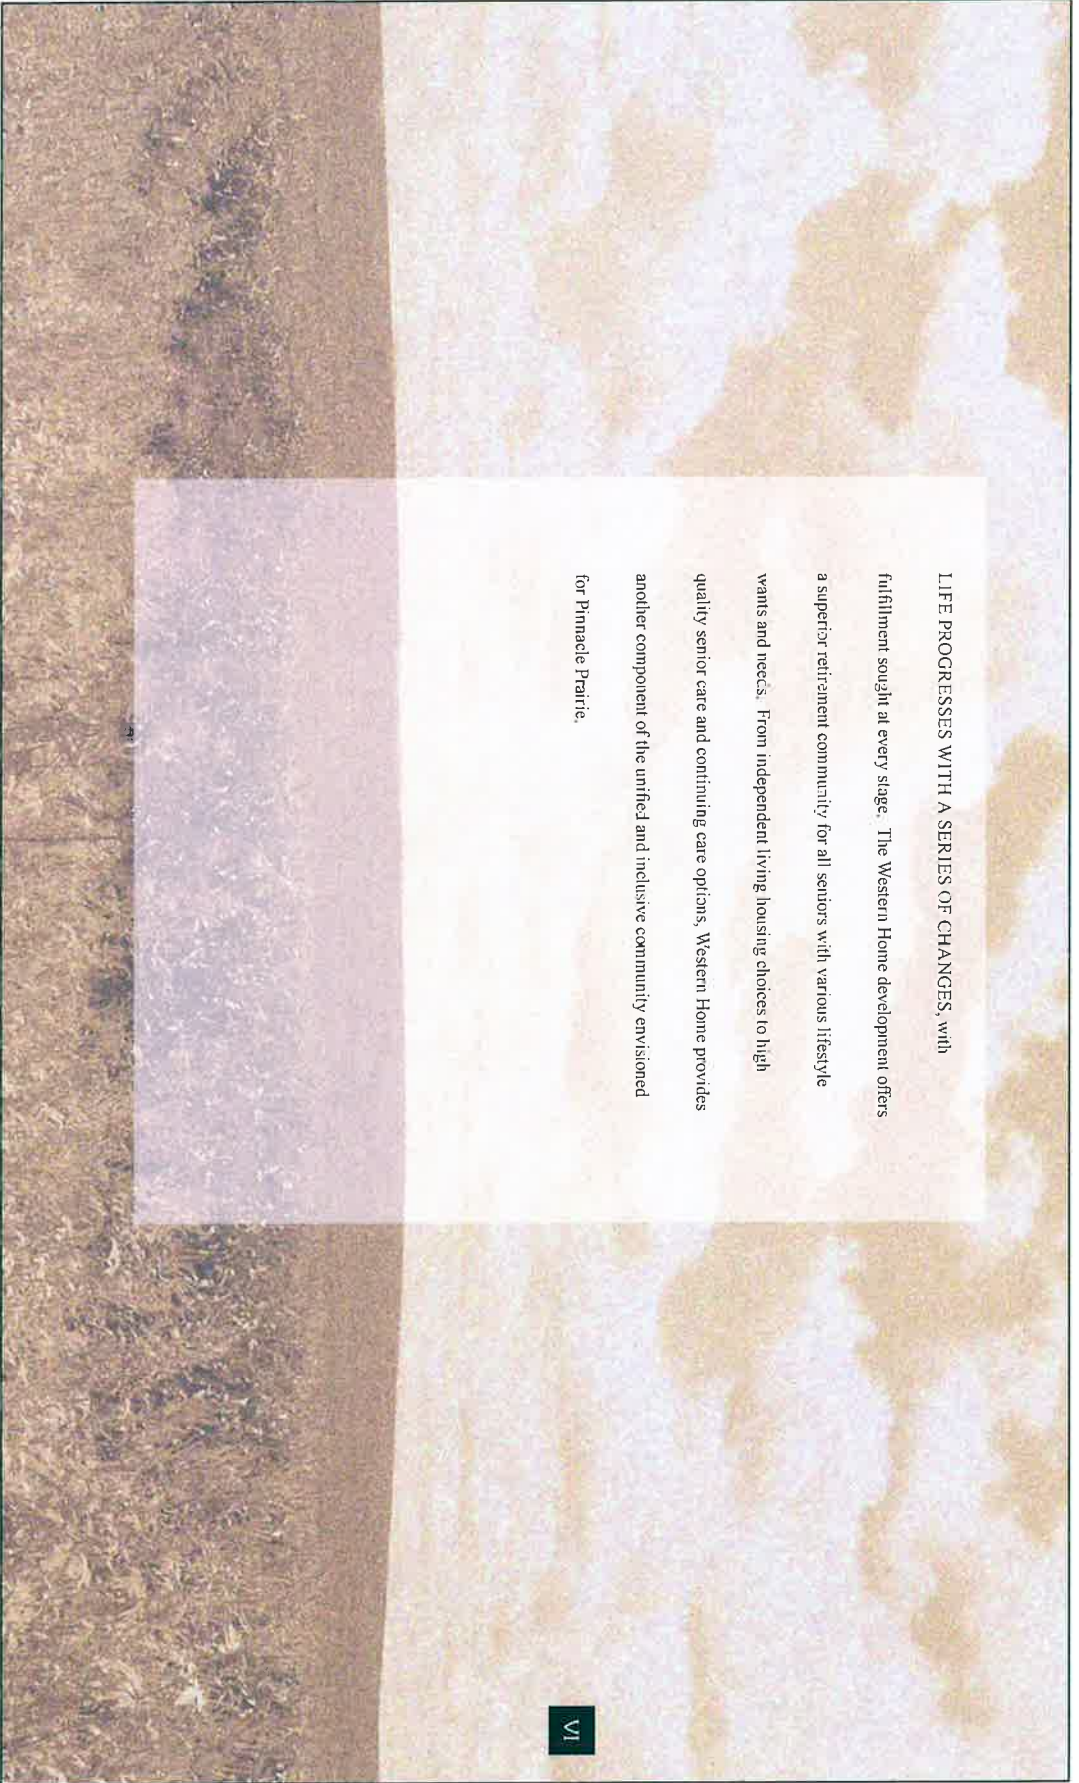 LIFE PROGRESSES WITH A SERIES OF CHANGES, with
fulfillment sought at every stage. The Western Home development offers
a superior retirement community for all seniors with various lifestyle
wants and needs. From independent living housing choices to high
quality senior care and continuing care options, Western Home provides
another component of the unified and inclusive community envisioned
for Pinnacle Prairie.
VI